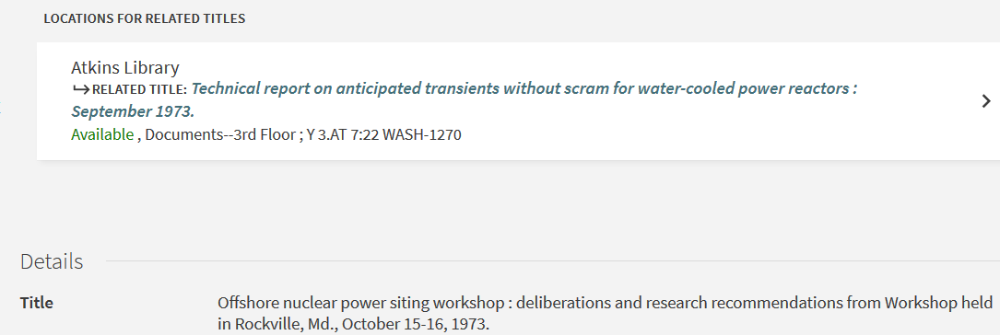 LOCATIONS FOR RELATED TITLES
Atkins Library
RELATED TITLE: Technical report on anticipated transients without scram for water-cooled power reactors :
September 1973.
Available , Documents--3rd Floor ; Y 3.AT 7:22 WASH-1270
Details
Title Offshore nuclear power siting workshop : deliberations and research recommendations from Workshop held
in Rockville, Md., October 15-16, 1973.